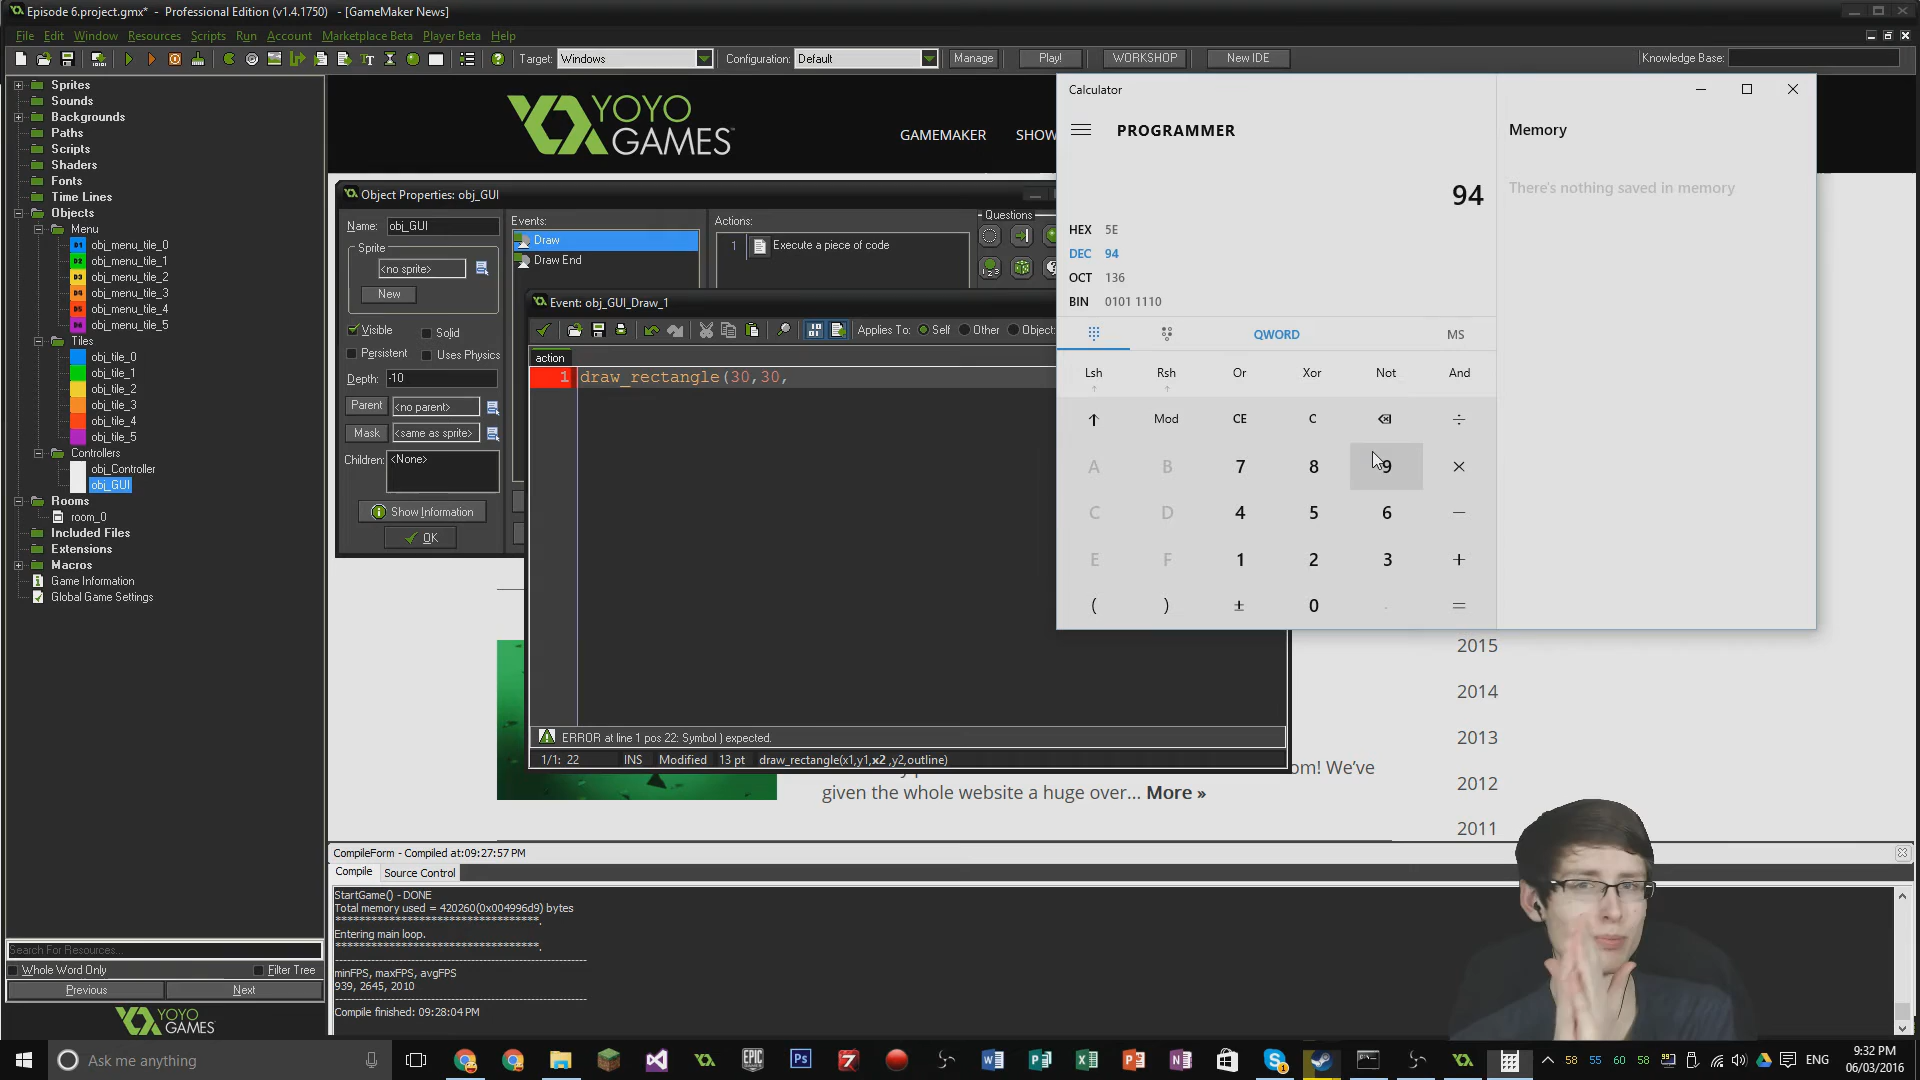 Episode 6.project.gmx* - Professional Edition (v1.4.1750) - [GameMaker News]
File Edit Window Resources Scripts Run Account Marketplace Beta Player Beta Help
Target: Windows Configuration: Default Manage Play! WORKSHOP New IDE Knowledge Base:
Sprites
Sounds
Backgrounds
Paths
Scripts
Shaders
Fonts
Time Lines
Objects
Menu
obj_menu_tile_0
obj_menu_tile_1
obj_menu_tile_2
obj_menu_tile_3
obj_menu_tile_4
obj_menu_tile_5
Tiles
obj_tile_0
obj_tile_1
obj_tile_2
obj_tile_3
obj_tile_4
obj_tile_5
Controllers
obj_Controller
obj_GUI
Rooms
room_0
Included Files
Extensions
Macros
Game Information
Global Game Settings
Search For Resources...
Whole Word Only Filter Tree
Previous Next
YOYO
GAMES
YOYO
GAMES
GAMEMAKER SHOW
Object Properties: obj_GUI
Name: obj_GUI
Sprite
<no sprite>
New
Visible Solid
Persistent Uses Physics
Depth: -10
Parent <no parent>
Mask <same as sprite>
Children: <None>
Show Information
OK
Events:
Draw
Draw End
Actions:
1 Execute a piece of code
Questions
Event: obj_GUI_Draw_1
Applies To: Self Other Object:
action
1 draw_rectangle(30,30,
ERROR at line 1 pos 22: Symbol ) expected.
1/1: 22 INS Modified 13 pt draw_rectangle(x1,y1,x2 ,y2,outline)
om! We've
given the whole website a huge over... More »
2015
2014
2013
2012
2011
Calculator
PROGRAMMER
94
HEX 5E
DEC 94
OCT 136
BIN 0101 1110
QWORD MS
Lsh Rsh Or Xor Not And
↑ Mod CE C ÷
A B 7 8 9 ×
C D 4 5 6 −
E F 1 2 3 +
( ) ± 0 . =
Memory
There's nothing saved in memory
CompileForm - Compiled at:09:27:57 PM
Compile Source Control
StartGame() - DONE
Total memory used = 420260(0x004996d9) bytes
**********************************.
Entering main loop.
**********************************.
minFPS, maxFPS, avgFPS
939, 2645, 2010
Compile finished: 09:28:04 PM
Ask me anything
58 55 60 58 ENG
9:32 PM
06/03/2016